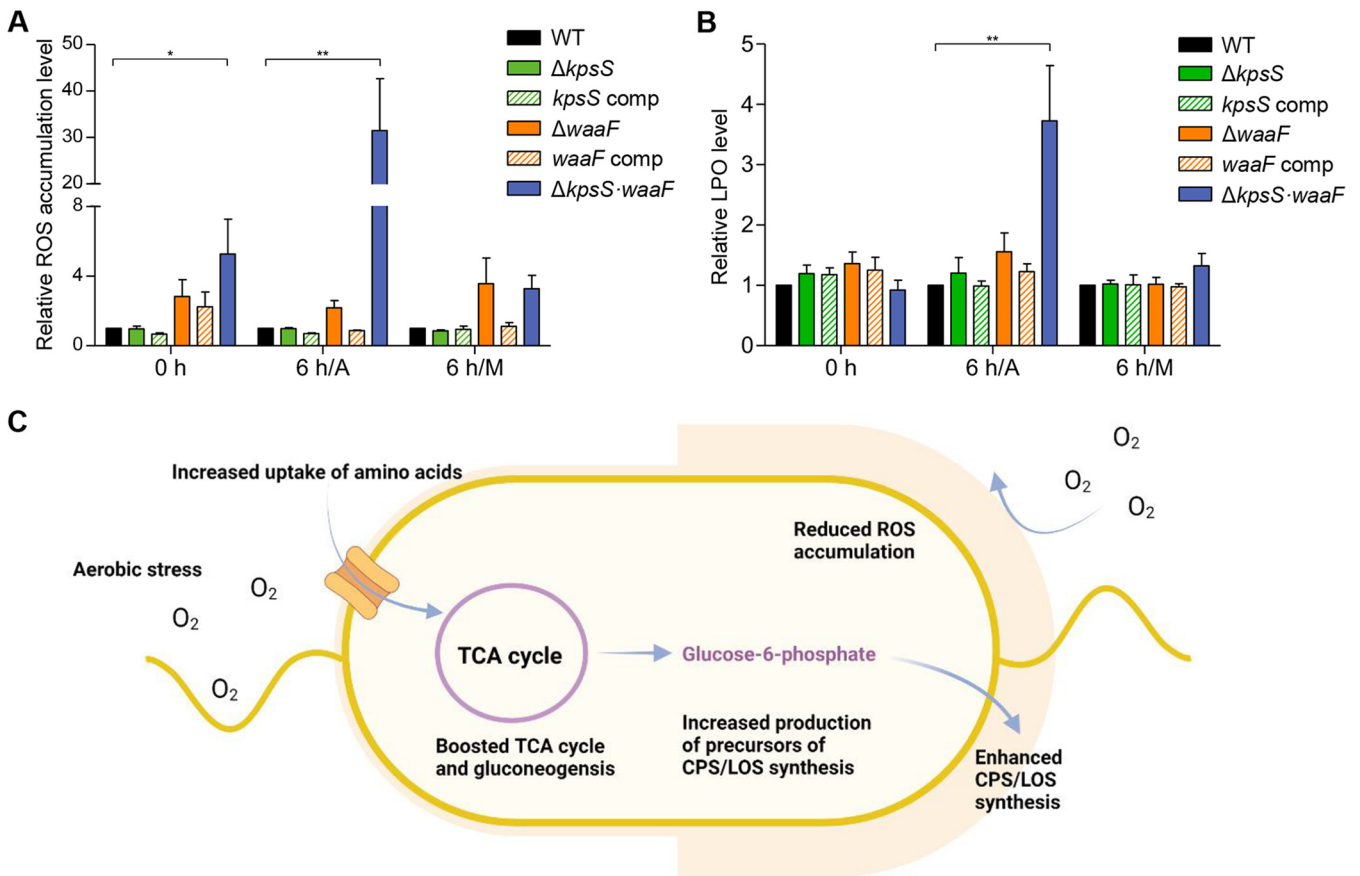 A
Relative ROS accumulation level
50
40
30
20
8
4
0
*
**
0 h
6 h/A
6 h/M
WT
ΔkpsS
kpsS comp
ΔwaaF
waaF comp
ΔkpsS·waaF
B
Relative LPO level
5
4
3
2
1
0
**
0 h
6 h/A
6 h/M
WT
ΔkpsS
kpsS comp
ΔwaaF
waaF comp
ΔkpsS·waaF
C
Increased uptake of amino acids
Aerobic stress
O₂
O₂
O₂
TCA cycle
Boosted TCA cycle
and gluconeogensis
Glucose-6-phosphate
Increased production
of precursors of
CPS/LOS synthesis
Reduced ROS
accumulation
O₂
O₂
O₂
Enhanced
CPS/LOS
synthesis